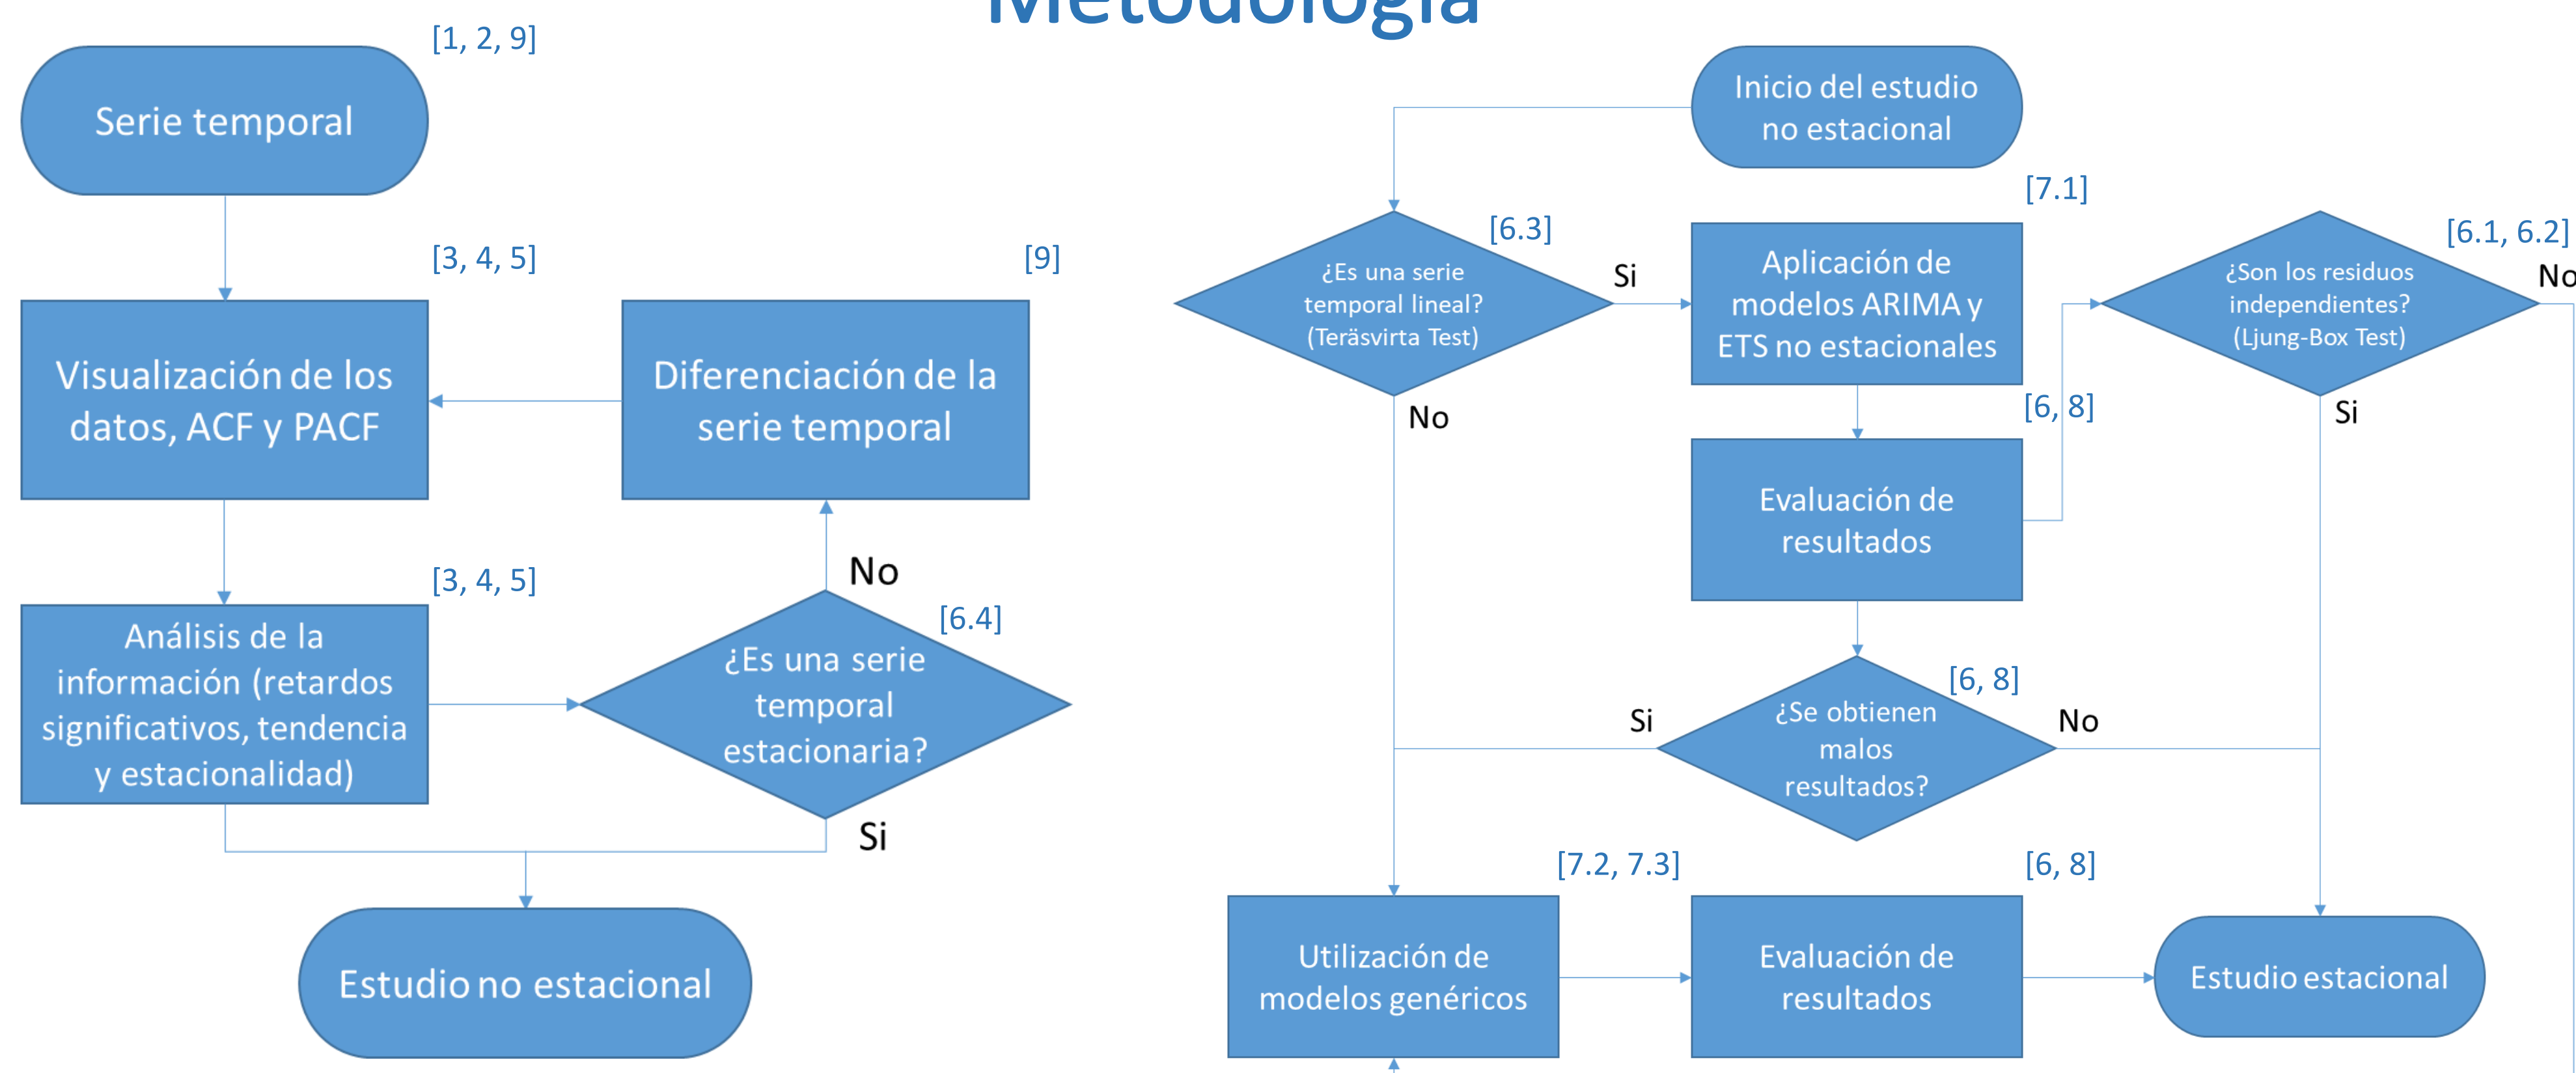 Metodología
[1, 2, 9]
Serie temporal
[3, 4, 5]
Visualización de los
datos, ACF y PACF
[9]
Diferenciación de la
serie temporal
[3, 4, 5]
Análisis de la
información (retardos
significativos, tendencia
y estacionalidad)
No
[6.4]
¿Es una serie
temporal
estacionaria?
Si
Estudio no estacional
Inicio del estudio
no estacional
[6.3]
¿Es una serie
temporal lineal?
(Teräsvirta Test)
Si
No
[7.1]
Aplicación de
modelos ARIMA y
ETS no estacionales
[6.1, 6.2]
¿Son los residuos
independientes?
(Ljung-Box Test)
No
Si
[6, 8]
Evaluación de
resultados
[6, 8]
¿Se obtienen
malos
resultados?
Si
No
[7.2, 7.3]
Utilización de
modelos genéricos
[6, 8]
Evaluación de
resultados
Estudio estacional